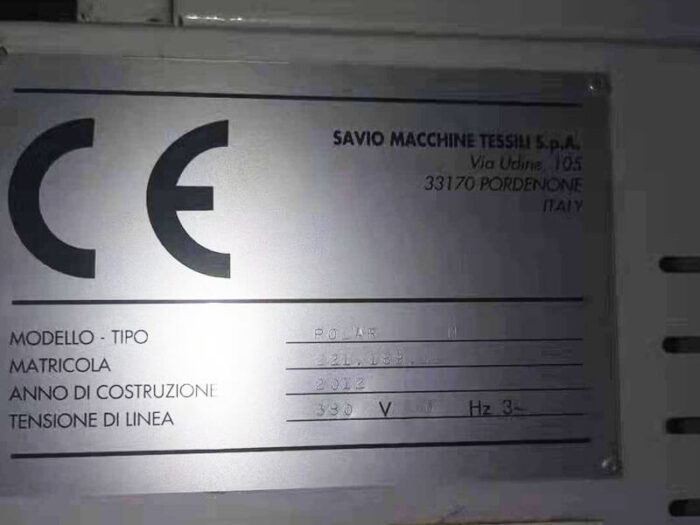 CE
SAVIO MACCHINE TESSILI S.p.A.
Via Udine, 105
33170 PORDENONE
ITALY
MODELLO - TIPO POLAR M
MATRICOLA
ANNO DI COSTRUZIONE 2012
TENSIONE DI LINEA 380 V Hz 3~